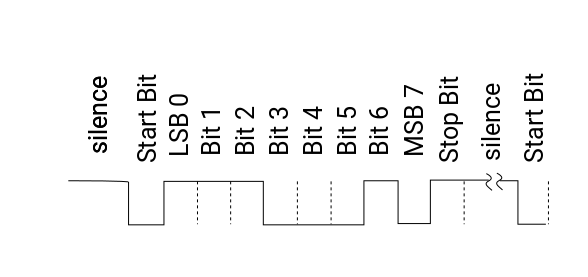 silence
Start Bit
LSB 0
Bit 1
Bit 2
Bit 3
Bit 4
Bit 5
Bit 6
MSB 7
Stop Bit
silence
Start Bit